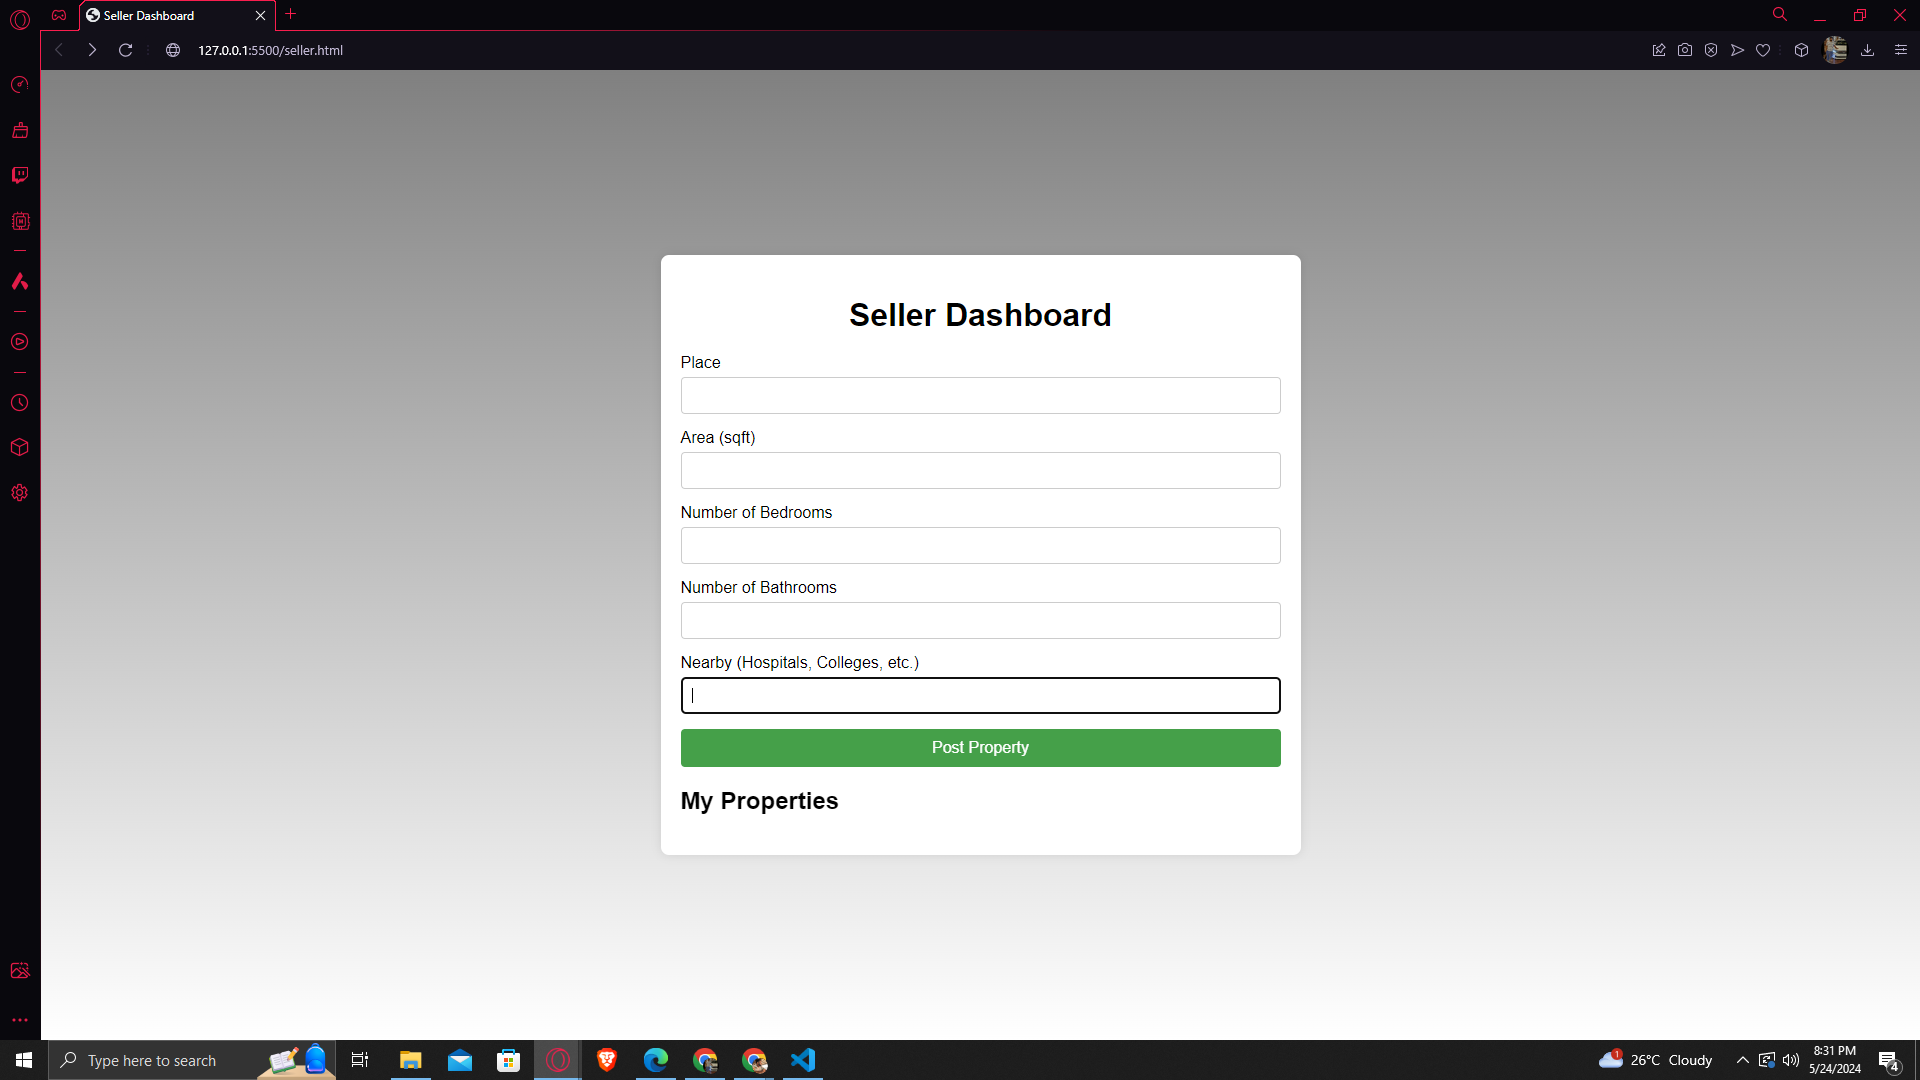 Seller Dashboard
127.0.0.1:5500/seller.html
Seller Dashboard
Place
Area (sqft)
Number of Bedrooms
Number of Bathrooms
Nearby (Hospitals, Colleges, etc.)
Post Property
My Properties
Type here to search
1
26°C Cloudy
8:31 PM
5/24/2024
4